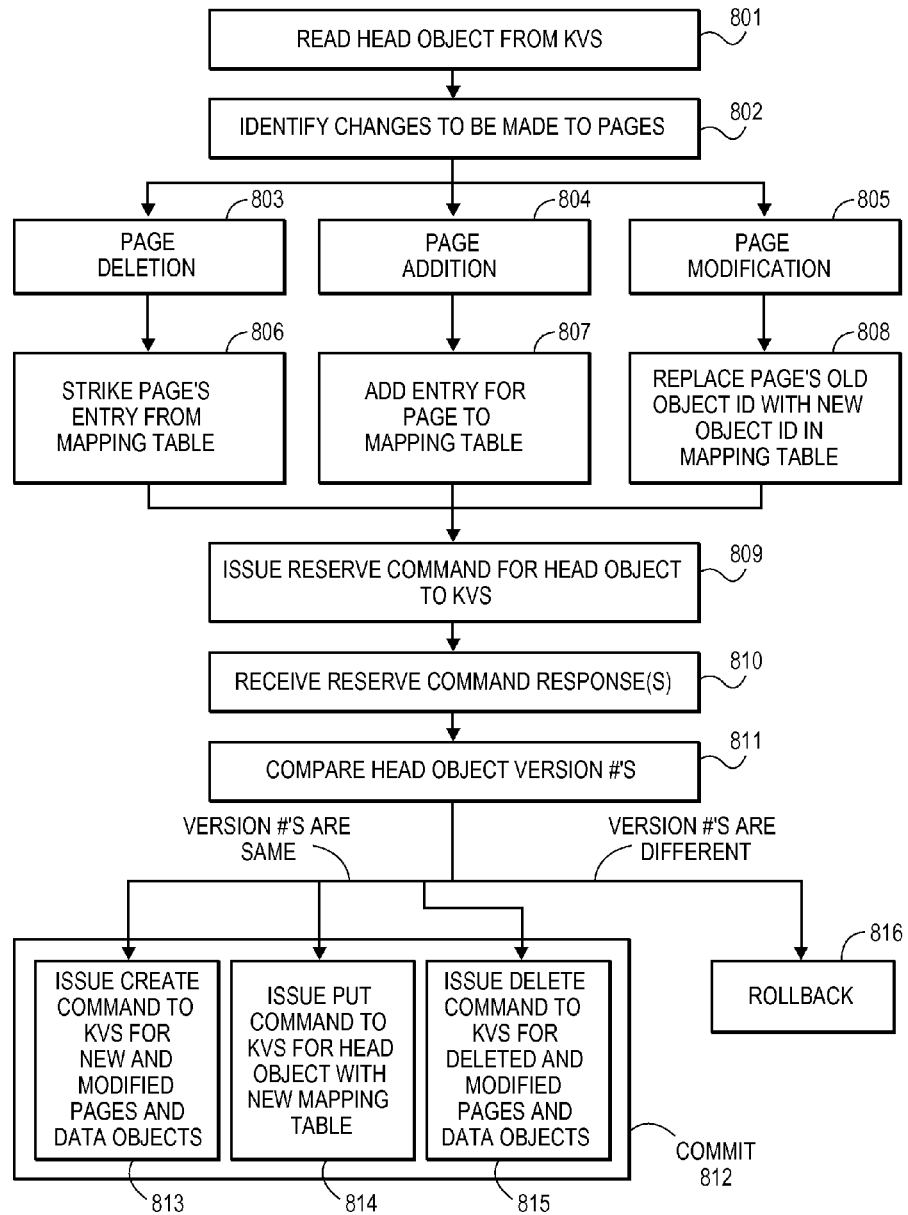 801
READ HEAD OBJECT FROM KVS
802
IDENTIFY CHANGES TO BE MADE TO PAGES
803
PAGE
DELETION
804
PAGE
ADDITION
805
PAGE
MODIFICATION
806
STRIKE PAGE'S
ENTRY FROM
MAPPING TABLE
807
ADD ENTRY FOR
PAGE TO
MAPPING TABLE
808
REPLACE PAGE'S OLD
OBJECT ID WITH NEW
OBJECT ID IN
MAPPING TABLE
809
ISSUE RESERVE COMMAND FOR HEAD OBJECT
TO KVS
810
RECEIVE RESERVE COMMAND RESPONSE(S)
811
COMPARE HEAD OBJECT VERSION #'S
VERSION #'S ARE
SAME
VERSION #'S ARE
DIFFERENT
ISSUE CREATE
COMMAND TO
KVS FOR
NEW AND
MODIFIED
PAGES AND
DATA OBJECTS
813
ISSUE PUT
COMMAND TO
KVS FOR HEAD
OBJECT WITH
NEW MAPPING
TABLE
814
ISSUE DELETE
COMMAND TO
KVS FOR
DELETED AND
MODIFIED
PAGES AND
DATA OBJECTS
815
816
ROLLBACK
COMMIT
812